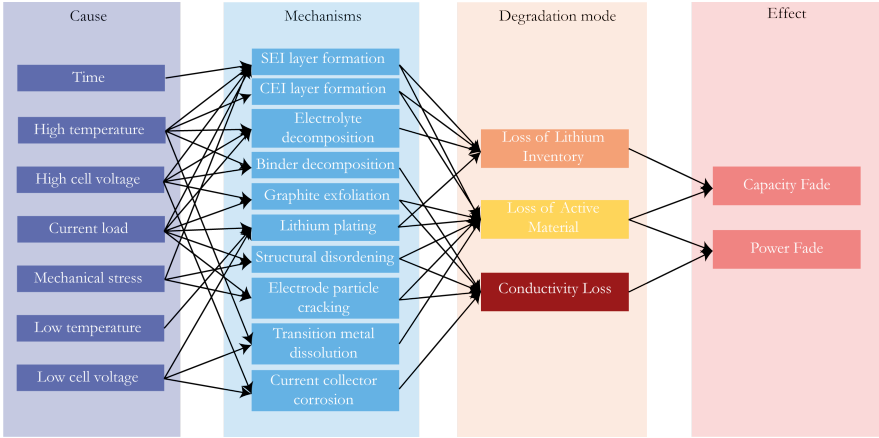 Cause
Mechanisms
Degradation mode
Effect
Time
High temperature
High cell voltage
Current load
Mechanical stress
Low temperature
Low cell voltage
SEI layer formation
CEI layer formation
Electrolyte
decomposition
Binder decomposition
Graphite exfoliation
Lithium plating
Structural disordering
Electrode particle
cracking
Transition metal
dissolution
Current collector
corrosion
Loss of Lithium
Inventory
Loss of Active
Material
Conductivity Loss
Capacity Fade
Power Fade